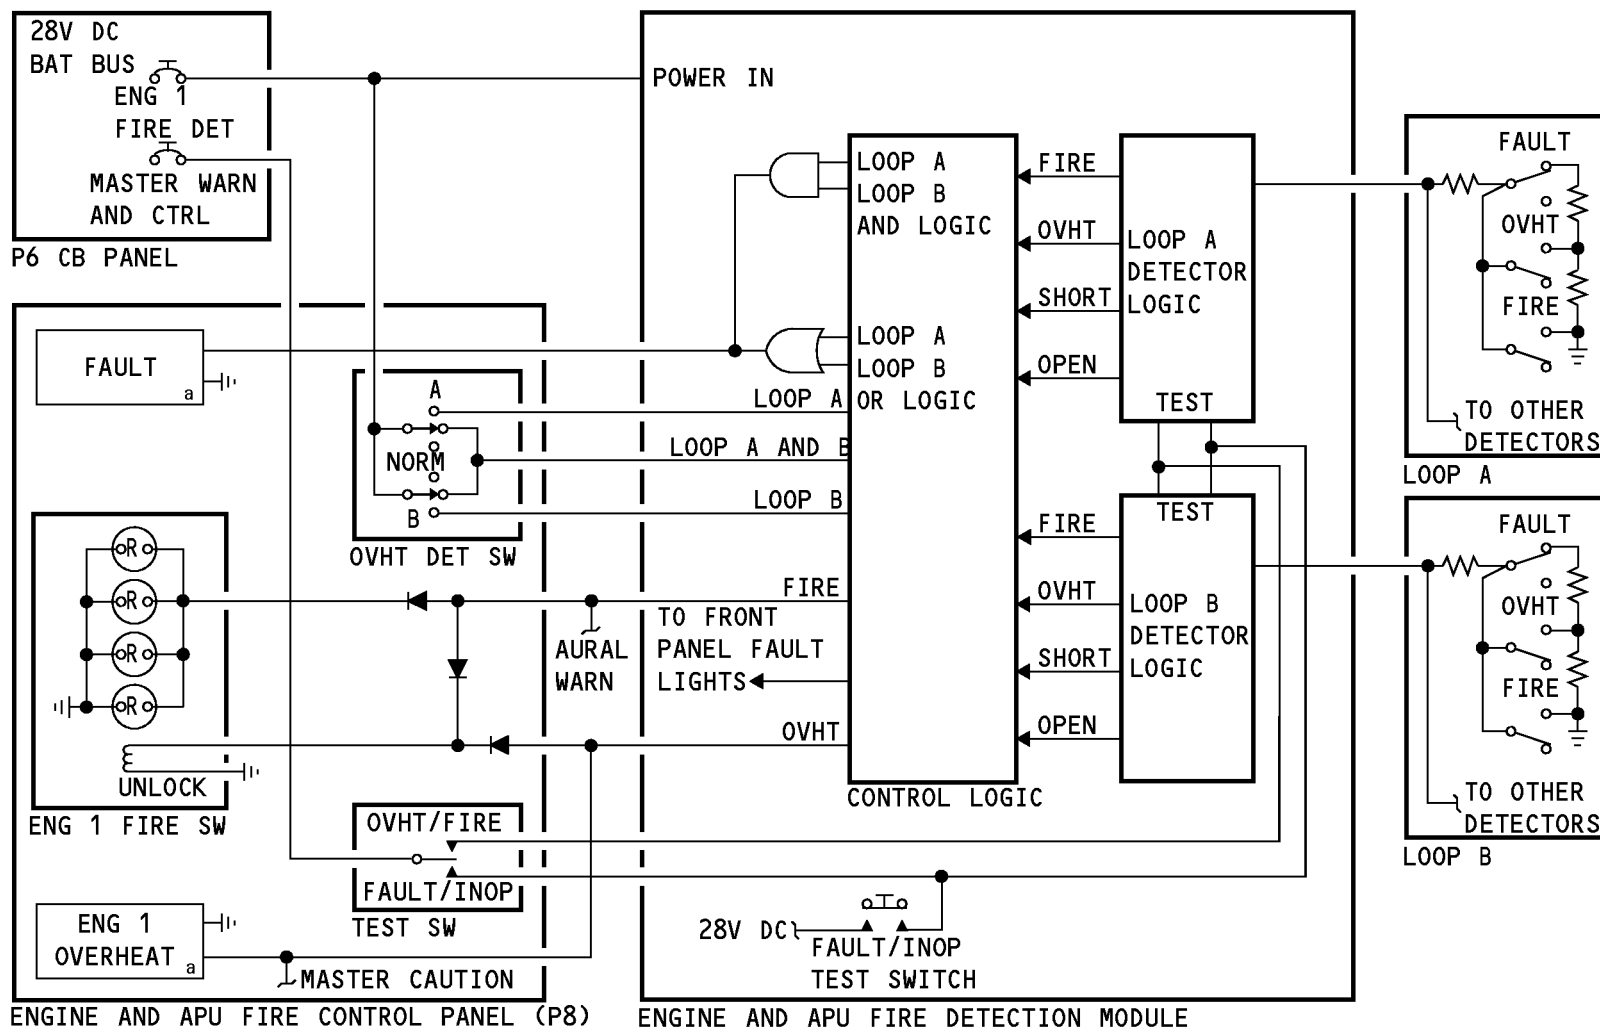 28V DC
BAT BUS
ENG 1
FIRE DET
MASTER WARN
AND CTRL
P6 CB PANEL
FAULT
a
A
NORM
B
OVHT DET SW
R
R
R
R
UNLOCK
ENG 1 FIRE SW
OVHT/FIRE
FAULT/INOP
TEST SW
ENG 1
OVERHEAT
a
MASTER CAUTION
ENGINE AND APU FIRE CONTROL PANEL (P8)
AURAL
WARN
POWER IN
LOOP A
LOOP B
AND LOGIC
LOOP A
LOOP B
OR LOGIC
LOOP A
LOOP A AND B
LOOP B
FIRE
TO FRONT
PANEL FAULT
LIGHTS
OVHT
CONTROL LOGIC
FIRE
OVHT
SHORT
OPEN
LOOP A
DETECTOR
LOGIC
TEST
TEST
FIRE
OVHT
SHORT
OPEN
LOOP B
DETECTOR
LOGIC
28V DC
FAULT/INOP
TEST SWITCH
ENGINE AND APU FIRE DETECTION MODULE
FAULT
OVHT
FIRE
TO OTHER
DETECTORS
LOOP A
FAULT
OVHT
FIRE
TO OTHER
DETECTORS
LOOP B